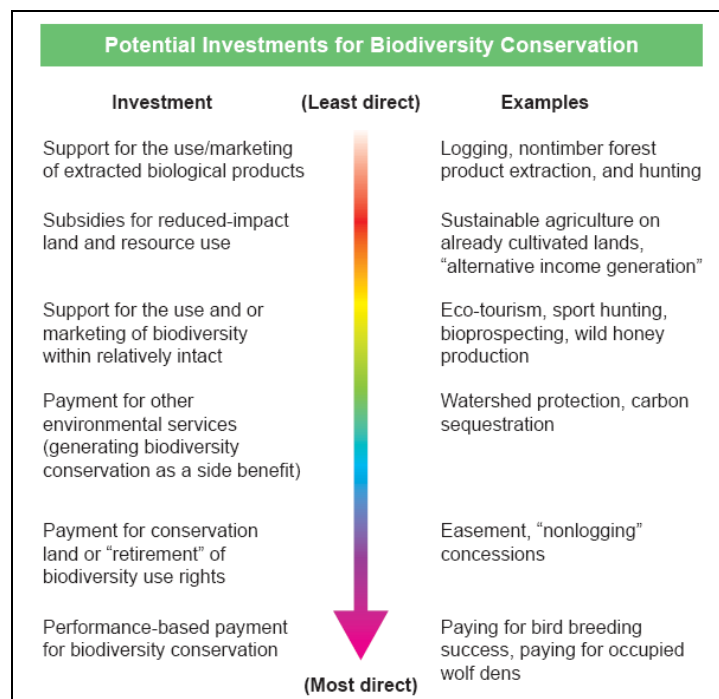 Potential Investments for Biodiversity Conservation
Investment
(Least direct)
Examples
Support for the use/marketing
of extracted biological products
Logging, nontimber forest
product extraction, and hunting
Subsidies for reduced-impact
land and resource use
Sustainable agriculture on
already cultivated lands,
“alternative income generation”
Support for the use and or
marketing of biodiversity
within relatively intact
Eco-tourism, sport hunting,
bioprospecting, wild honey
production
Payment for other
environmental services
(generating biodiversity
conservation as a side benefit)
Watershed protection, carbon
sequestration
Payment for conservation
land or “retirement” of
biodiversity use rights
Easement, “nonlogging”
concessions
Performance-based payment
for biodiversity conservation
Paying for bird breeding
success, paying for occupied
wolf dens
(Most direct)